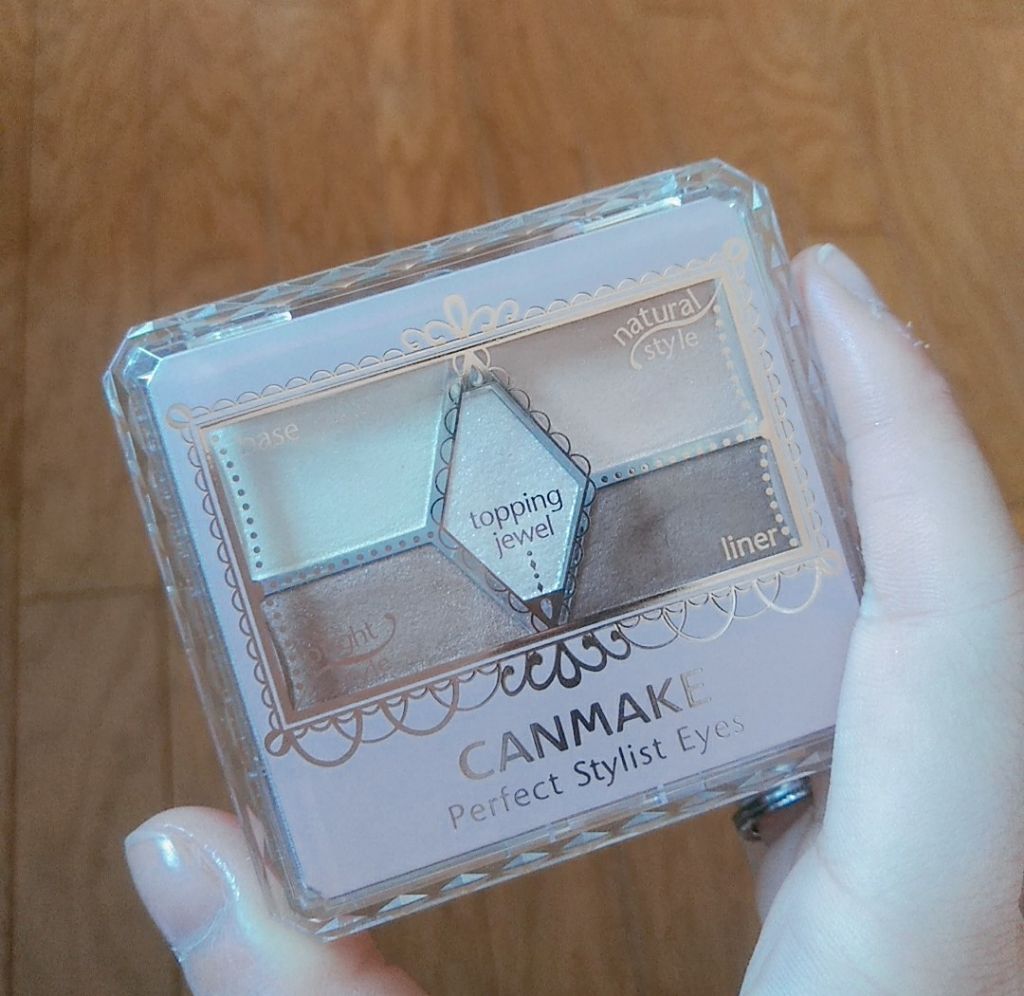 base
natural
style
topping
jewel
liner
CANMAKE
Perfect Stylist Eyes